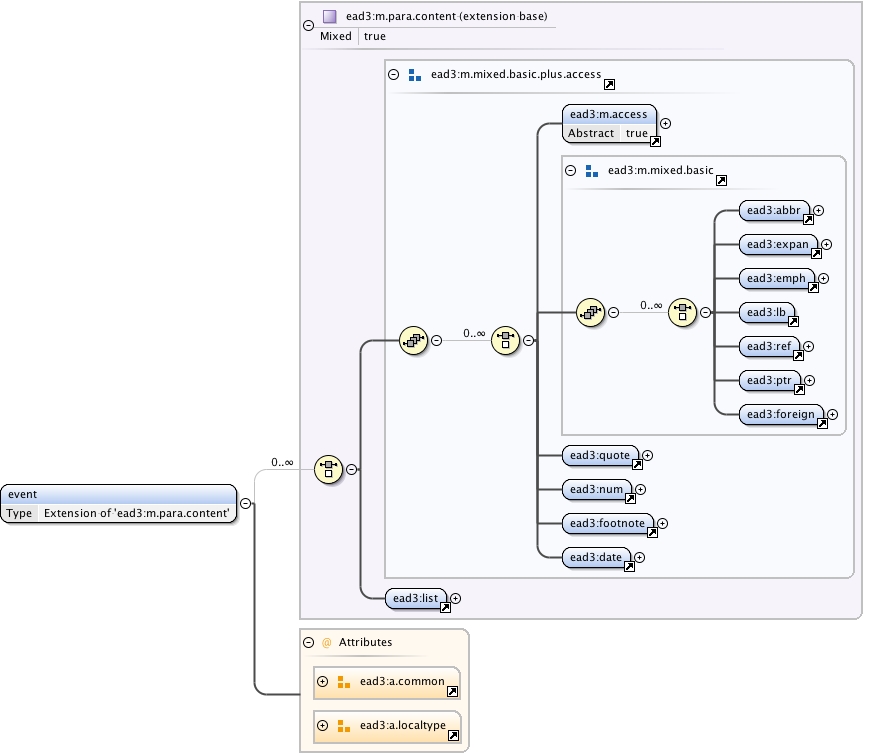 ead3:m.para.content (extension base)
Mixed true
ead3:m.mixed.basic.plus.access
ead3:m.access
Abstract true
ead3:m.mixed.basic
ead3:abbr
ead3:expan
ead3:emph
0..∞
ead3:lb
0..∞
ead3:ref
ead3:ptr
ead3:foreign
ead3:quote
0..∞
ead3:num
event
Type Extension of 'ead3:m.para.content'
ead3:footnote
ead3:date
ead3:list
@ Attributes
ead3:a.common
ead3:a.localtype